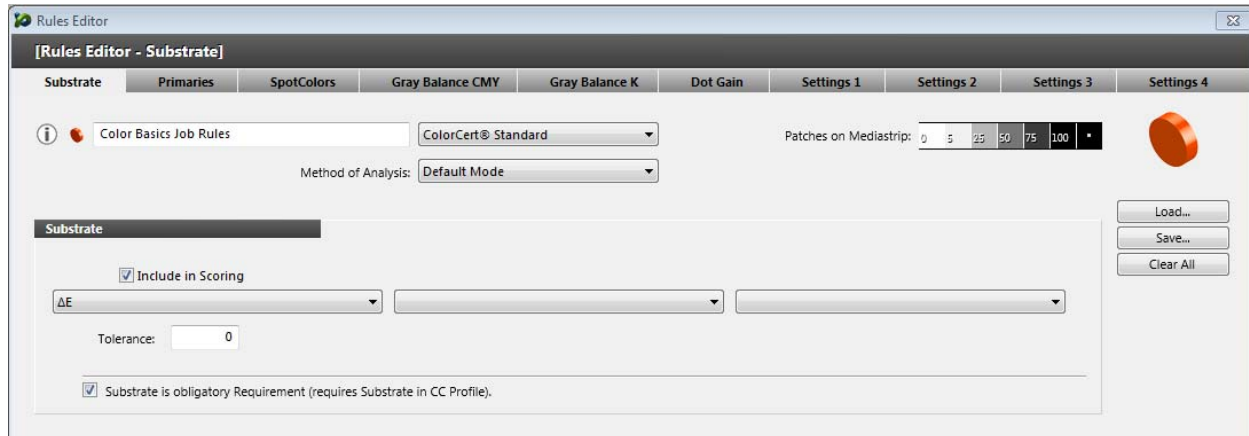 Rules Editor
[Rules Editor - Substrate]
Substrate Primaries SpotColors Gray Balance CMY Gray Balance K Dot Gain Settings 1 Settings 2 Settings 3 Settings 4
Color Basics Job Rules ColorCert® Standard Patches on Mediastrip: 0 5 25 50 75 100 *
Method of Analysis: Default Mode
Load...
Substrate
Save...
Include in Scoring Clear All
ΔE
Tolerance: 0
Substrate is obligatory Requirement (requires Substrate in CC Profile).